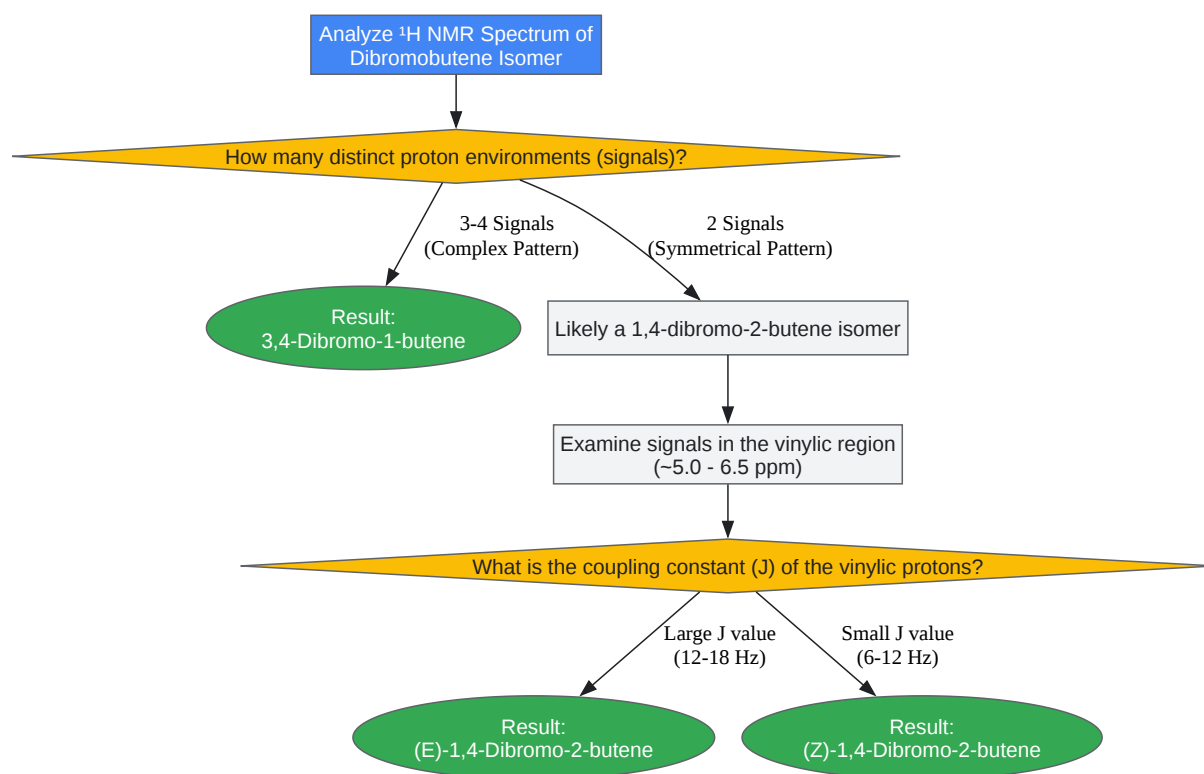 Analyze ¹H NMR Spectrum of
Dibromobutene Isomer
How many distinct proton environments (signals)?
3-4 Signals
(Complex Pattern)
2 Signals
(Symmetrical Pattern)
Result:
3,4-Dibromo-1-butene
Likely a 1,4-dibromo-2-butene isomer
Examine signals in the vinylic region
(~5.0 - 6.5 ppm)
What is the coupling constant (J) of the vinylic protons?
Large J value
(12-18 Hz)
Small J value
(6-12 Hz)
Result:
(E)-1,4-Dibromo-2-butene
Result:
(Z)-1,4-Dibromo-2-butene